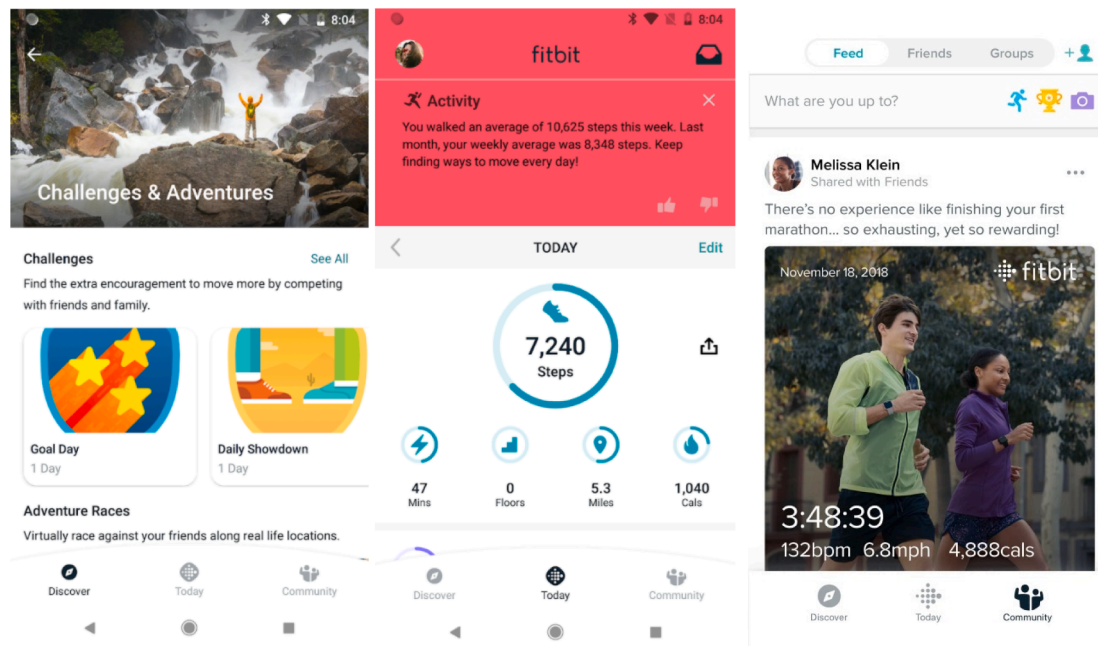 8:04
Challenges & Adventures
Challenges
See All
Find the extra encouragement to move more by competing
with friends and family.
Goal Day
1 Day
Daily Showdown
1 Day
Adventure Races
Virtually race against your friends along real life locations.
Discover
Today
Community
8:04
fitbit
Activity
You walked an average of 10,625 steps this week. Last
month, your weekly average was 8,348 steps. Keep
finding ways to move every day!
TODAY
Edit
7,240
Steps
47
Mins
0
Floors
5.3
Miles
1,040
Cals
Discover
Today
Community
Feed
Friends
Groups
What are you up to?
Melissa Klein
Shared with Friends
There's no experience like finishing your first
marathon... so exhausting, yet so rewarding!
November 18, 2018
fitbit
3:48:39
132bpm 6.8mph 4,888cals
Discover
Today
Community